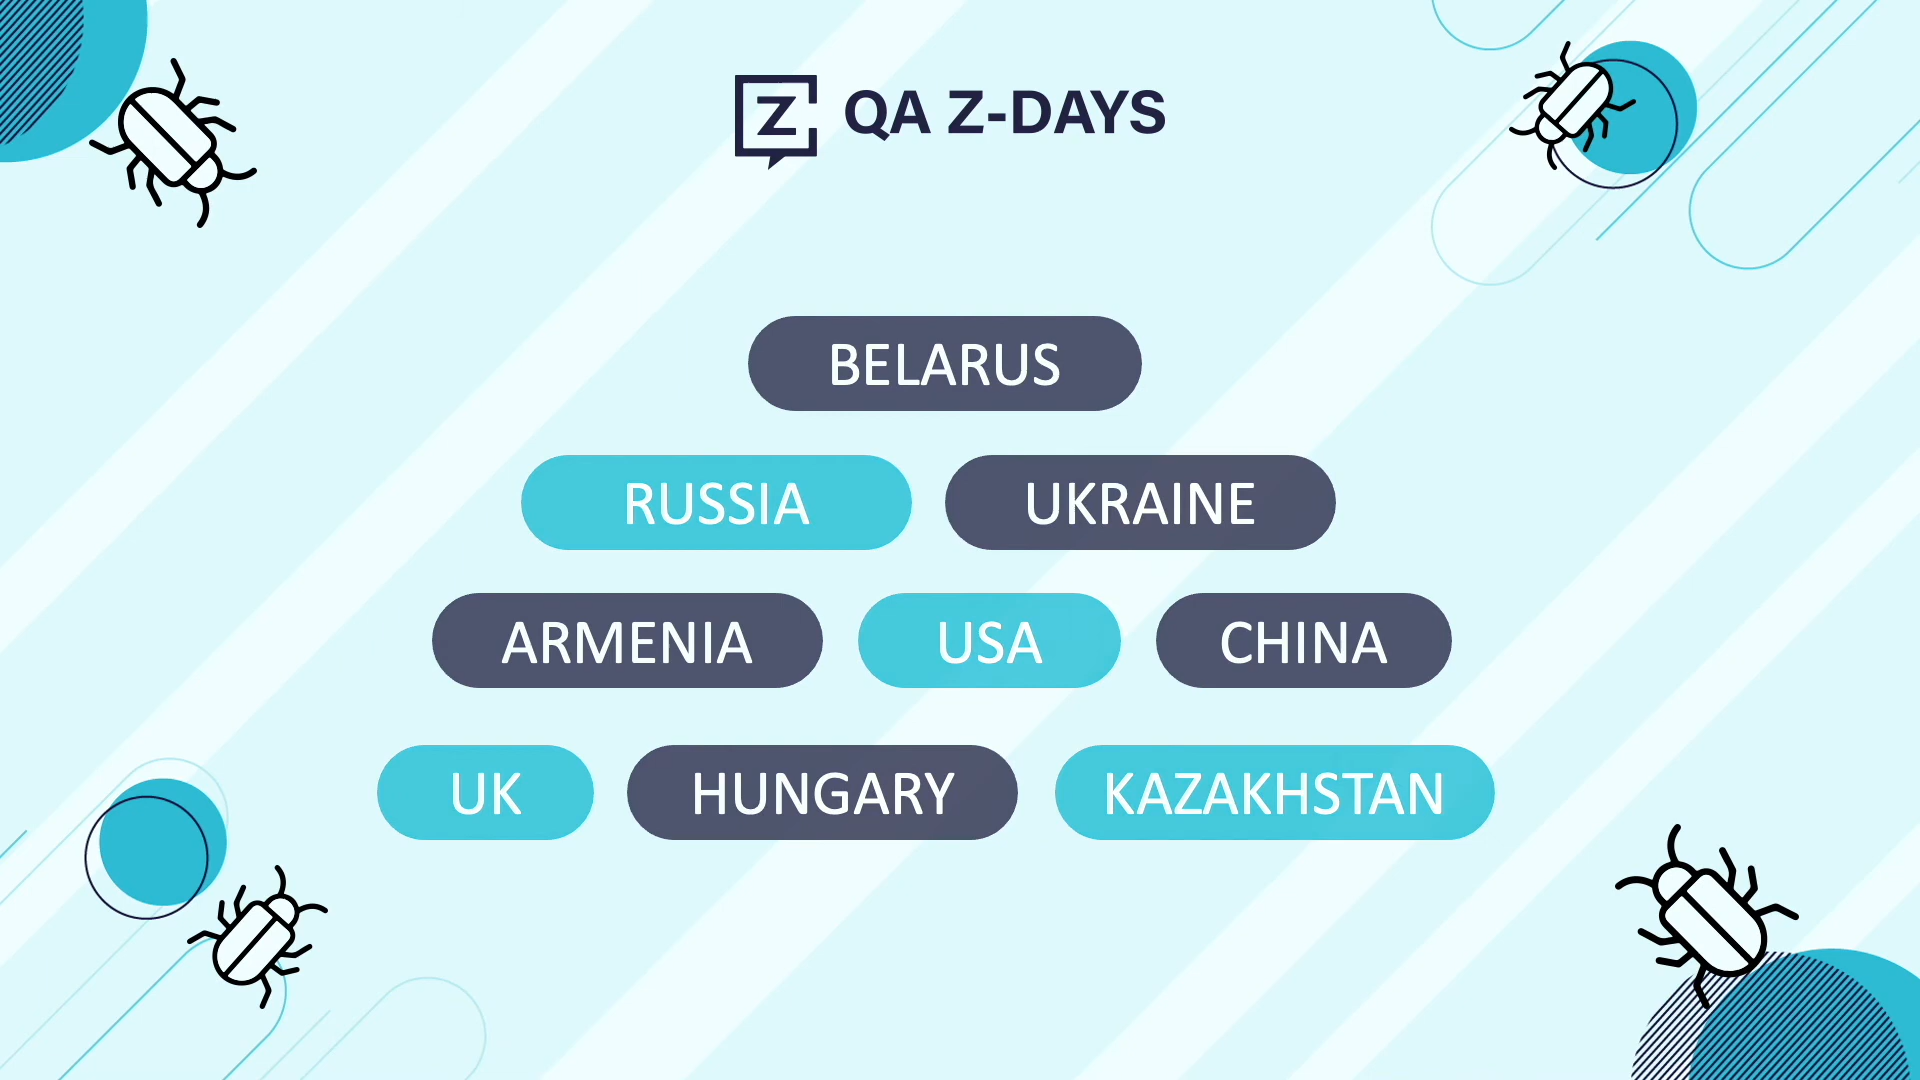 Z QA Z-DAYS
BELARUS
RUSSIA UKRAINE
ARMENIA USA CHINA
UK HUNGARY KAZAKHSTAN